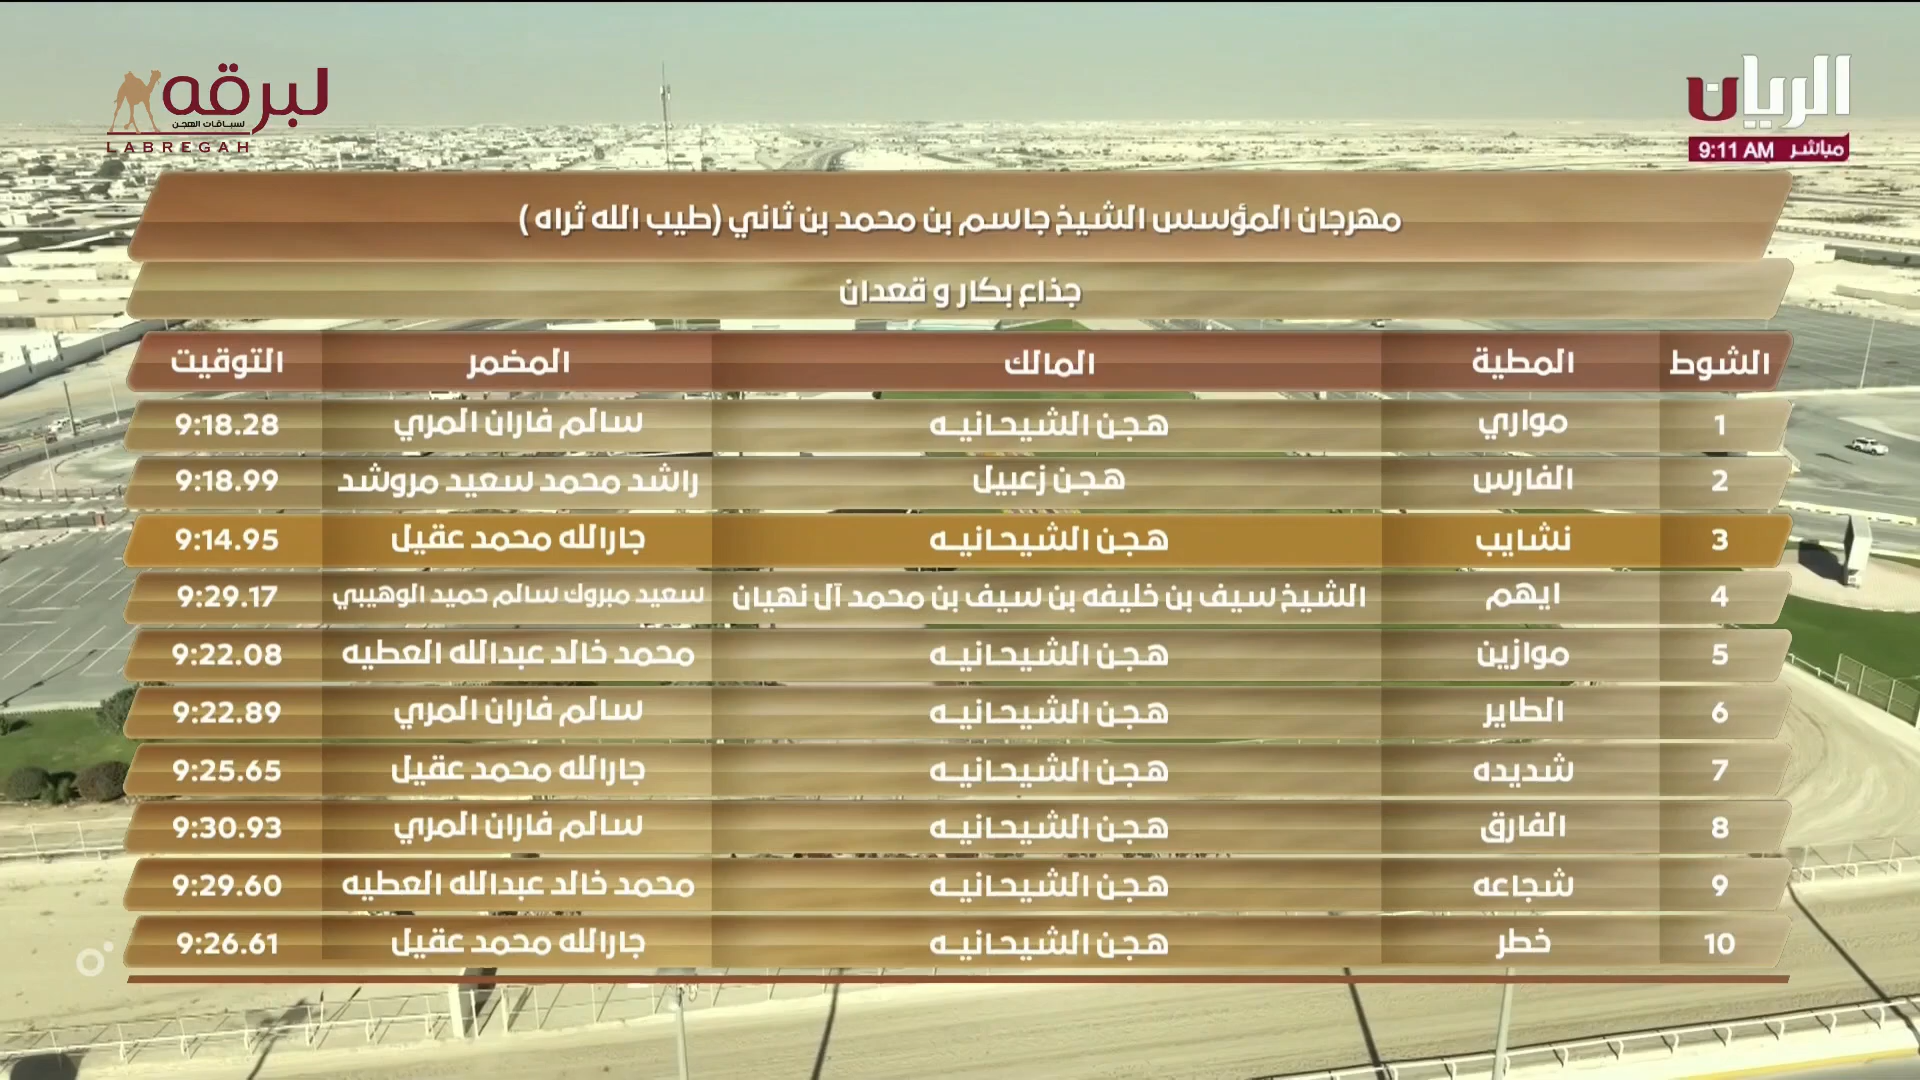 لبرقه
لسباقات الهجن
LABREGAH
الريان
مباشر 9:11 AM
مهرجان المؤسس الشيخ جاسم بن محمد بن ثاني (طيب الله ثراه )
جذاع بكار و قعدان
الشوط المطية المالك المضمر التوقيت
1 مواري هجن الشيحانيه سالم فاران المري 9:18.28
2 الفارس هجن زعبيل راشد محمد سعيد مروشد 9:18.99
3 نشايب هجن الشيحانيه جارالله محمد عقيل 9:14.95
4 ايهم الشيخ سيف بن خليفه بن سيف بن محمد آل نهيان سعيد مبروك سالم حميد الوهيبي 9:29.17
5 موازين هجن الشيحانيه محمد خالد عبدالله العطيه 9:22.08
6 الطاير هجن الشيحانيه سالم فاران المري 9:22.89
7 شديده هجن الشيحانيه جارالله محمد عقيل 9:25.65
8 الفارق هجن الشيحانيه سالم فاران المري 9:30.93
9 شجاعه هجن الشيحانيه محمد خالد عبدالله العطيه 9:29.60
10 خطر هجن الشيحانيه جارالله محمد عقيل 9:26.61